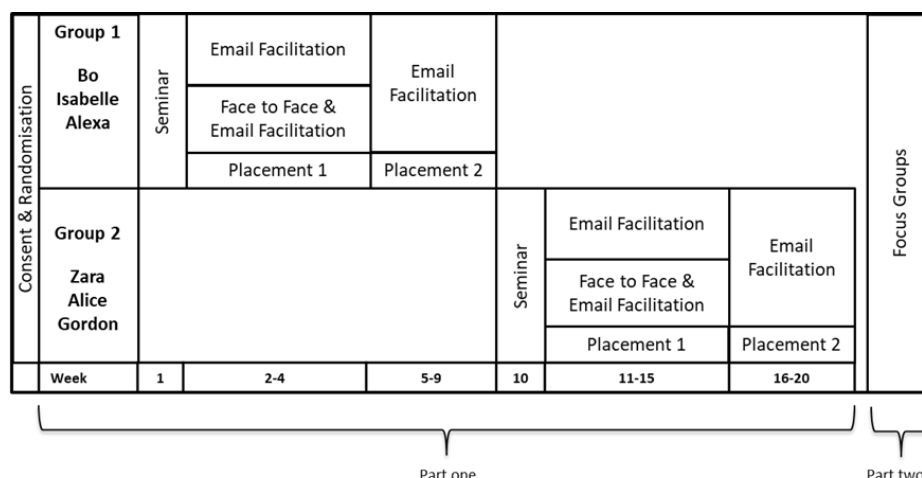 Consent & Randomisation
Group 1
Bo
Isabelle
Alexa
Seminar
Email Facilitation
Face to Face &
Email Facilitation
Placement 1
Email
Facilitation
Placement 2
Group 2
Zara
Alice
Gordon
Seminar
Email Facilitation
Face to Face &
Email Facilitation
Placement 1
Email
Facilitation
Placement 2
Focus Groups
Week
1
2-4
5-9
10
11-15
16-20
Part one
Part two